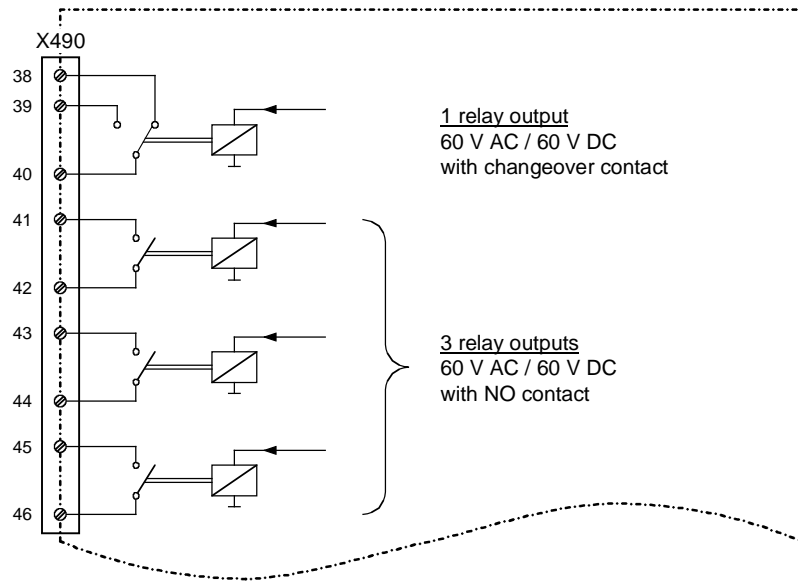 X490
38
39
40
41
42
43
44
45
46
1 relay output
60 V AC / 60 V DC
with changeover contact
3 relay outputs
60 V AC / 60 V DC
with NO contact